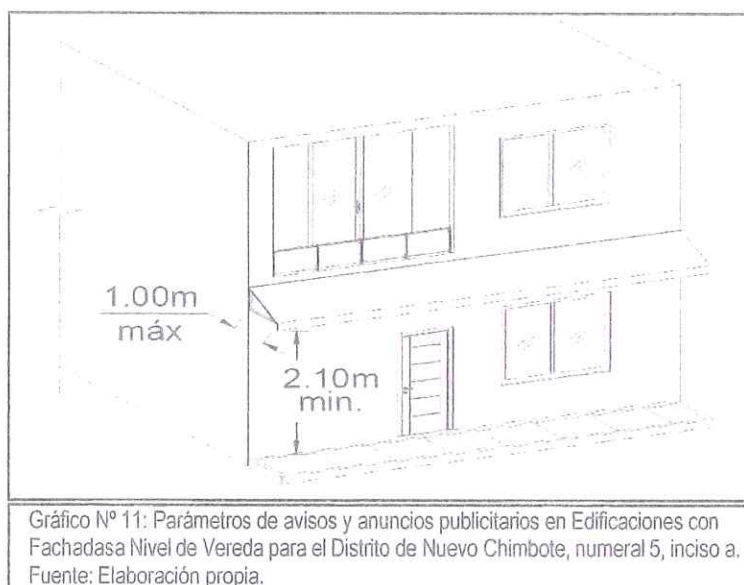 1.00m
máx
2.10m
min.
Gráfico Nº 11: Parámetros de avisos y anuncios publicitarios en Edificaciones con
Fachadasa Nivel de Vereda para el Distrito de Nuevo Chimbote, numeral 5, inciso a.
Fuente: Elaboración propia.